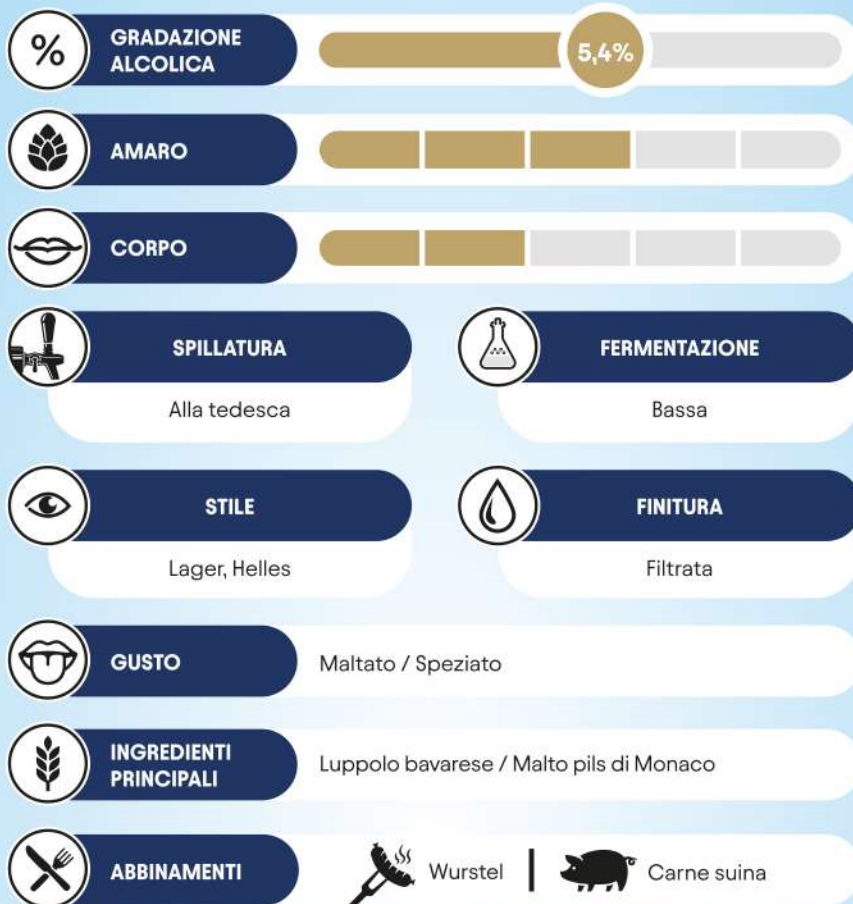 %
GRADAZIONE
ALCOLICA
5,4%
AMARO
CORPO
SPILLATURA
Alla tedesca
FERMENTAZIONE
Bassa
STILE
Lager, Helles
FINITURA
Filtrata
GUSTO
Maltato / Speziato
INGREDIENTI
PRINCIPALI
Luppolo bavarese / Malto pils di Monaco
ABBINAMENTI
Wurstel
Carne suina